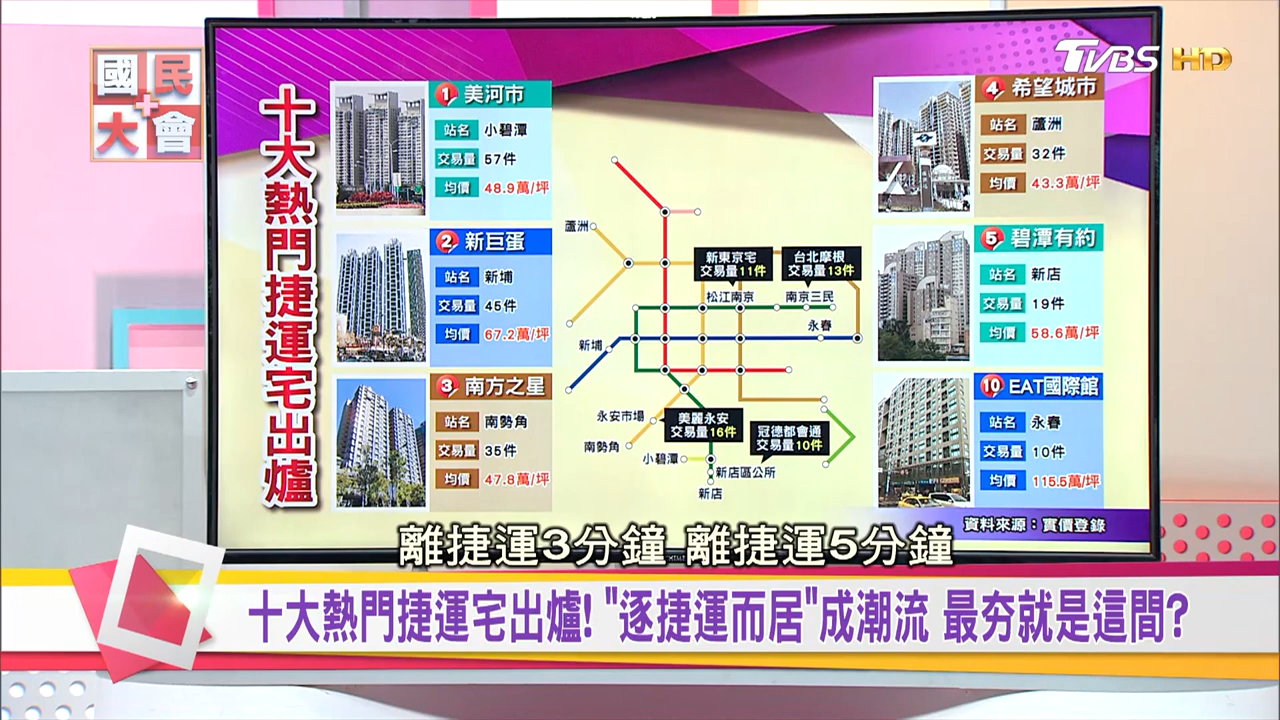 TVBS HD
國民
大會
十大熱門捷運宅出爐
1 美河市
站名 小碧潭
交易量 57件
均價 48.9萬/坪
2 新巨蛋
站名 新埔
交易量 45件
均價 67.2萬/坪
3 南方之星
站名 南勢角
交易量 35件
均價 47.8萬/坪
蘆洲
新東京宅
交易量11件
台北摩根
交易量13件
松江南京
南京三民
永春
新埔
永安市場
美麗永安
交易量16件
冠德都會通
交易量10件
南勢角
小碧潭
新店區公所
新店
4 希望城市
站名 蘆洲
交易量 32件
均價 43.3萬/坪
5 碧潭有約
站名 新店
交易量 19件
均價 58.6萬/坪
10 EAT國際館
站名 永春
交易量 10件
均價 115.5萬/坪
資料來源：實價登錄
離捷運3分鐘 離捷運5分鐘
十大熱門捷運宅出爐! "逐捷運而居"成潮流 最夯就是這間?